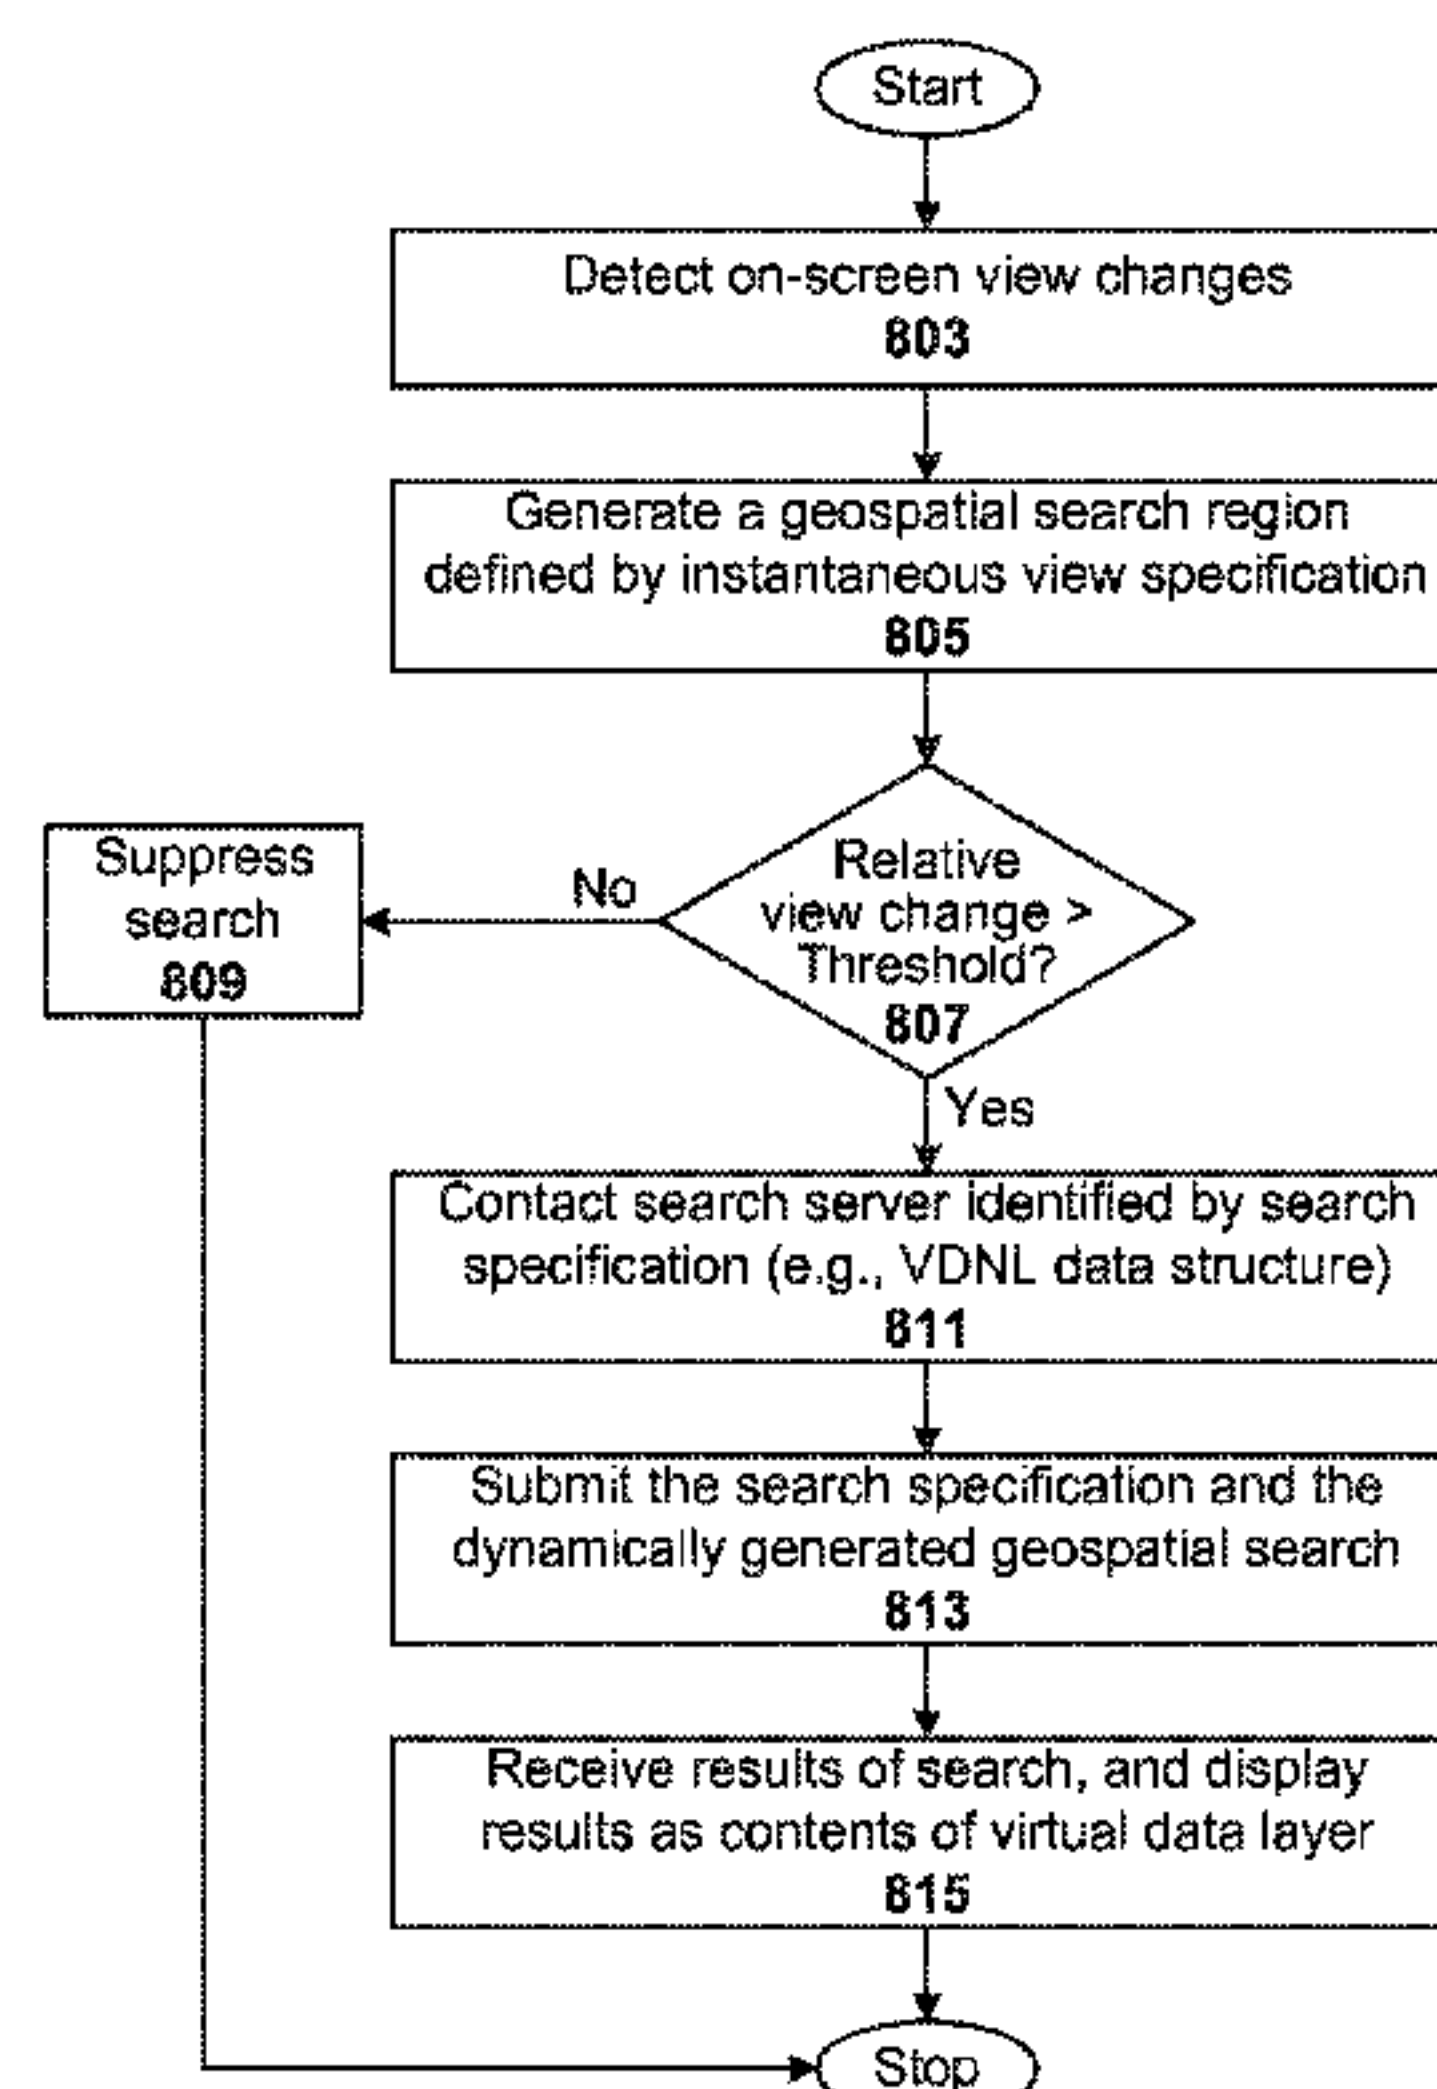 Start
Detect on-screen view changes
803
Generate a geospatial search region
defined by instantaneous view specification
805
Relative
view change >
Threshold?
807
No
Suppress
search
809
Yes
Contact search server identified by search
specification (e.g., VDNL data structure)
811
Submit the search specification and the
dynamically generated geospatial search
813
Receive results of search, and display
results as contents of virtual data layer
815
Stop